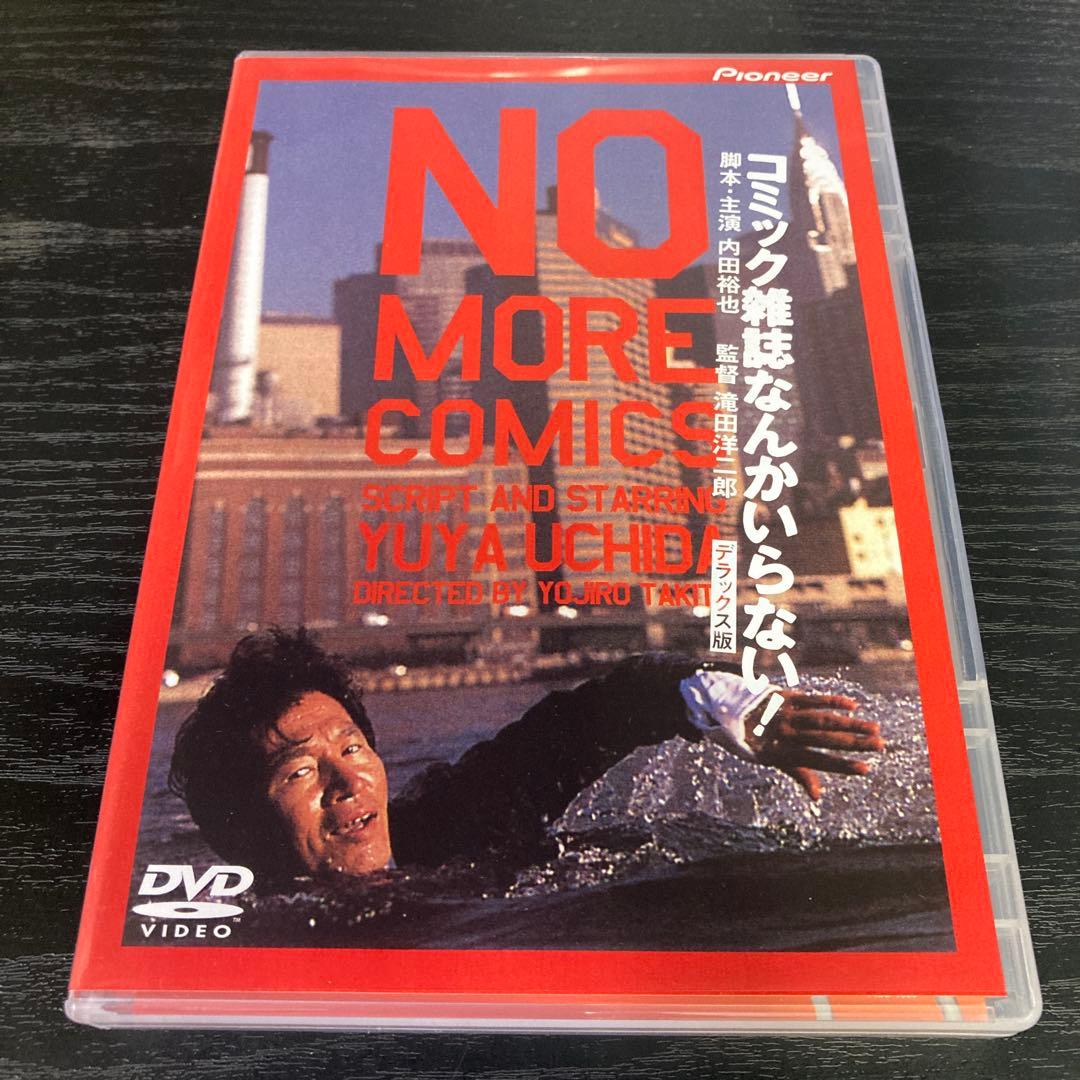 Pioneer
NO
MORE
COMICS
SCRIPT AND STARRING
YUYA UCHIDA
DIRECTED BY YOJIRO TAKIT
コミック雑誌なんかいらない!
脚本・主演 内田裕也 監督 滝田洋二郎
デラックス版
DVD
VIDEO
TM